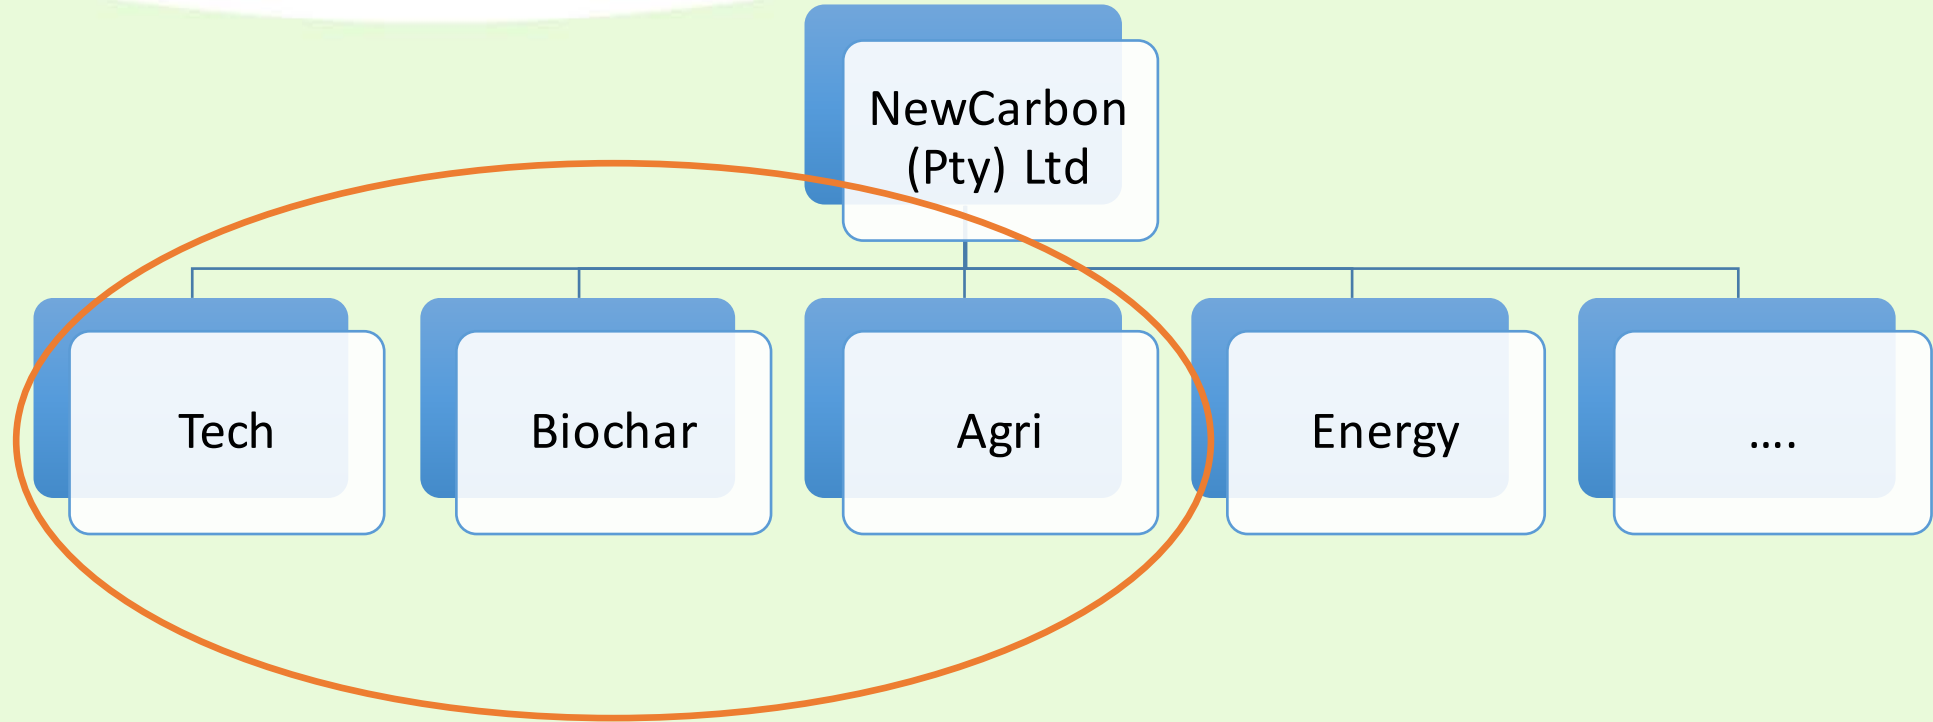 NewCarbon
(Pty) Ltd
Tech
Biochar
Agri
Energy
....